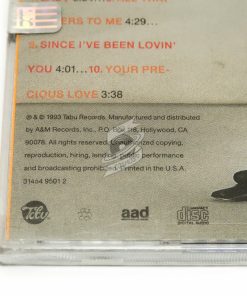 ERS TO ME 4:29...
9. SINCE I'VE BEEN LOVIN'
YOU 4:01... 10. YOUR PRE-
CIOUS LOVE 3:38
℗ & © 1993 Tabu Records. Manufactured and distributed
by A&M Records, Inc., P.O. Box 118, Hollywood, CA
90078. All rights reserved. Unauthorized copying,
reproduction, hiring, lending, public performance
and broadcasting prohibited. Printed in the U.S.A.
31454 9501 2
Tabu
aad
COMPACT
disc
DIGITAL AUDIO